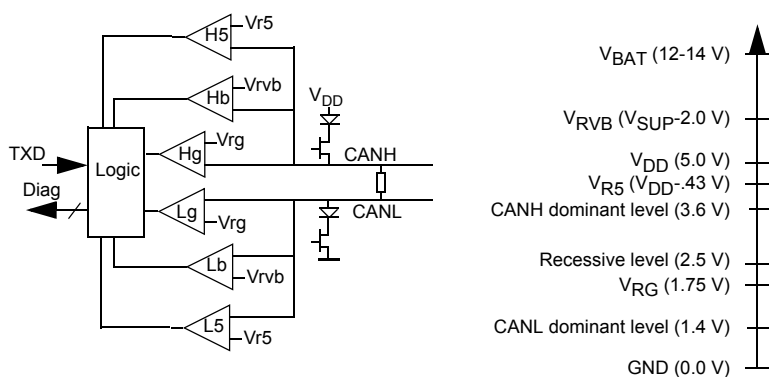 H5
Vr5
Hb
Vrvb
VDD
TXD
Logic
Hg
Vrg
CANH
Diag
Lg
Vrg
CANL
Lb
Vrvb
L5
Vr5
VBAT (12-14 V)
VRVB (VSUP-2.0 V)
VDD (5.0 V)
VR5 (VDD-.43 V)
CANH dominant level (3.6 V)
Recessive level (2.5 V)
VRG (1.75 V)
CANL dominant level (1.4 V)
GND (0.0 V)